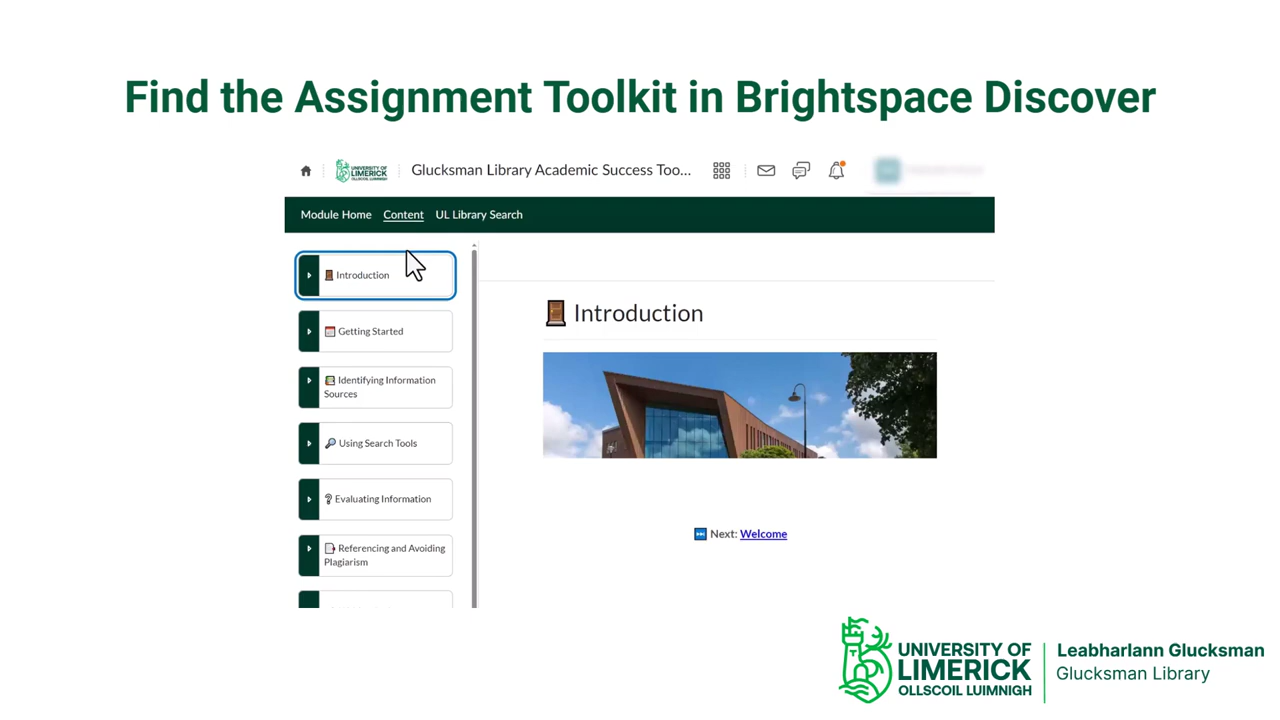 Find the Assignment Toolkit in Brightspace Discover
UNIVERSITY OF
LIMERICK
OLLSCOIL LUIMNIGH
Glucksman Library Academic Success Too...
Module Home Content UL Library Search
Introduction
Getting Started
Identifying Information
Sources
Using Search Tools
Evaluating Information
Referencing and Avoiding
Plagiarism
Introduction
Next: Welcome
UNIVERSITY OF
LIMERICK
OLLSCOIL LUIMNIGH
Leabharlann Glucksman
Glucksman Library